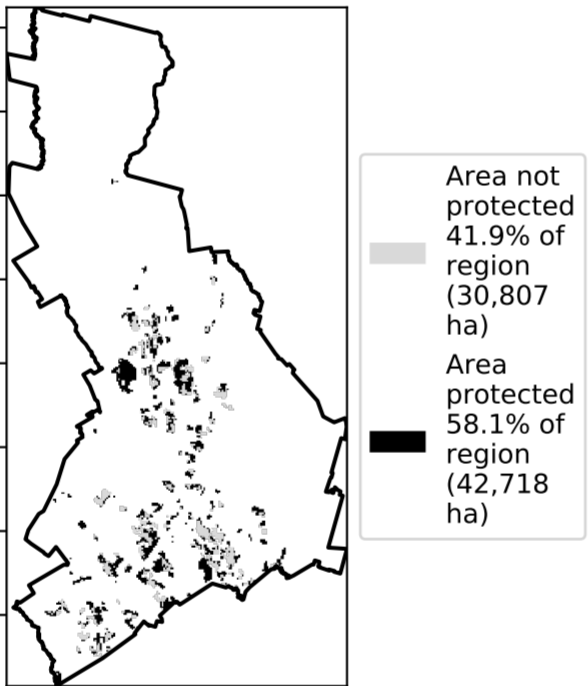 Area not
protected
41.9% of
region
(30,807
ha)
Area
protected
58.1% of
region
(42,718
ha)